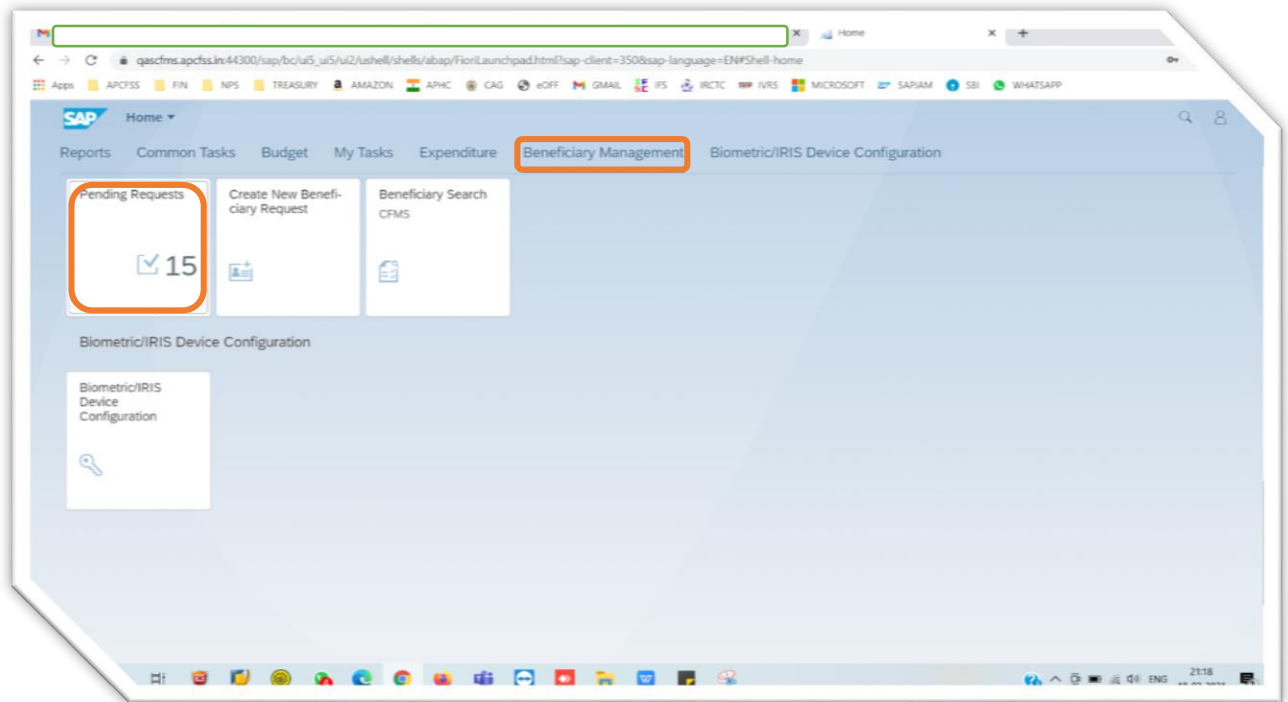 Home
qascfms.apcfss.in:44300/sap/bc/ui5_ui5/ui2/ushell/shells/abap/FioriLaunchpad.html?sap-client=350&sap-language=EN#Shell-home
Apps APCFSS FIN NPS TREASURY AMAZON APHC CAG eOFF GMAIL IFS IRCTC IVRS MICROSOFT SAPIAM SBI WHATSAPP
SAP Home
Reports Common Tasks Budget My Tasks Expenditure Beneficiary Management Biometric/IRIS Device Configuration
Pending Requests
15
Create New Benefi-
ciary Request
Beneficiary Search
CFMS
Biometric/IRIS Device Configuration
Biometric/IRIS
Device
Configuration
ENG 21:18